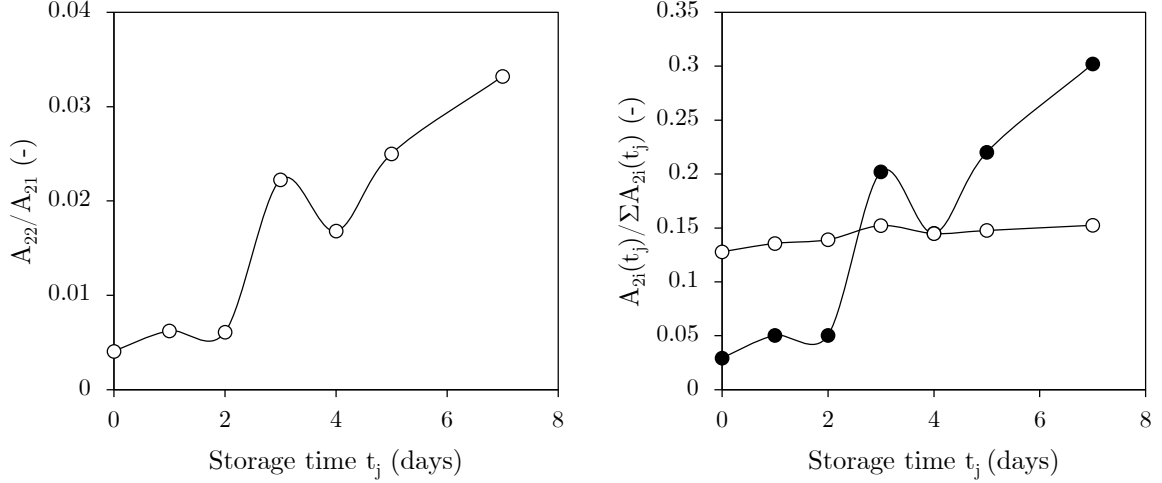 0.04
0.03
0.02
0.01
0
A₂₂/A₂₁ (-)
0 2 4 6 8
Storage time tⱼ (days)
0.35
0.3
0.25
0.2
0.15
0.1
0.05
0
A₂ᵢ(tⱼ)/ΣA₂ᵢ(tⱼ) (-)
0 2 4 6 8
Storage time tⱼ (days)